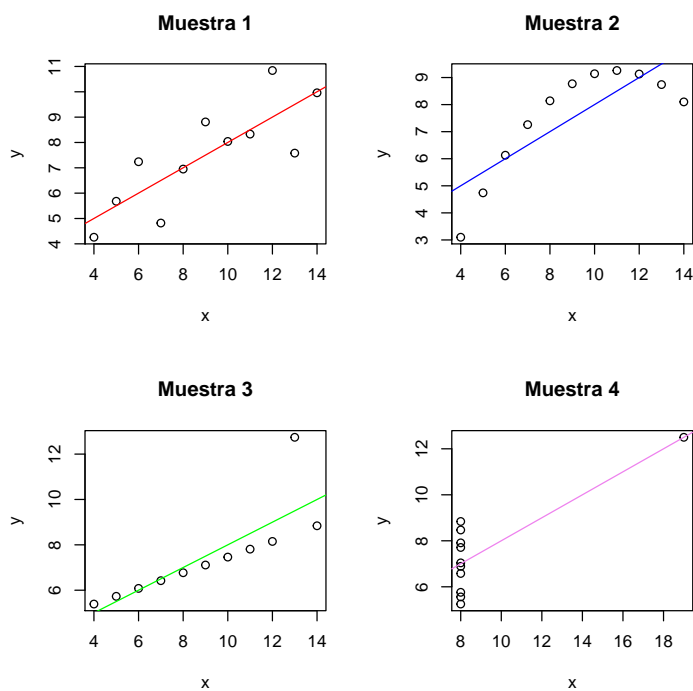 Muestra 1
y
4 5 6 7 8 9 11
4 6 8 10 12 14
x
Muestra 2
y
3 4 5 6 7 8 9
4 6 8 10 12 14
x
Muestra 3
y
6 8 10 12
4 6 8 10 12 14
x
Muestra 4
y
6 8 10 12
8 10 12 14 16 18
x